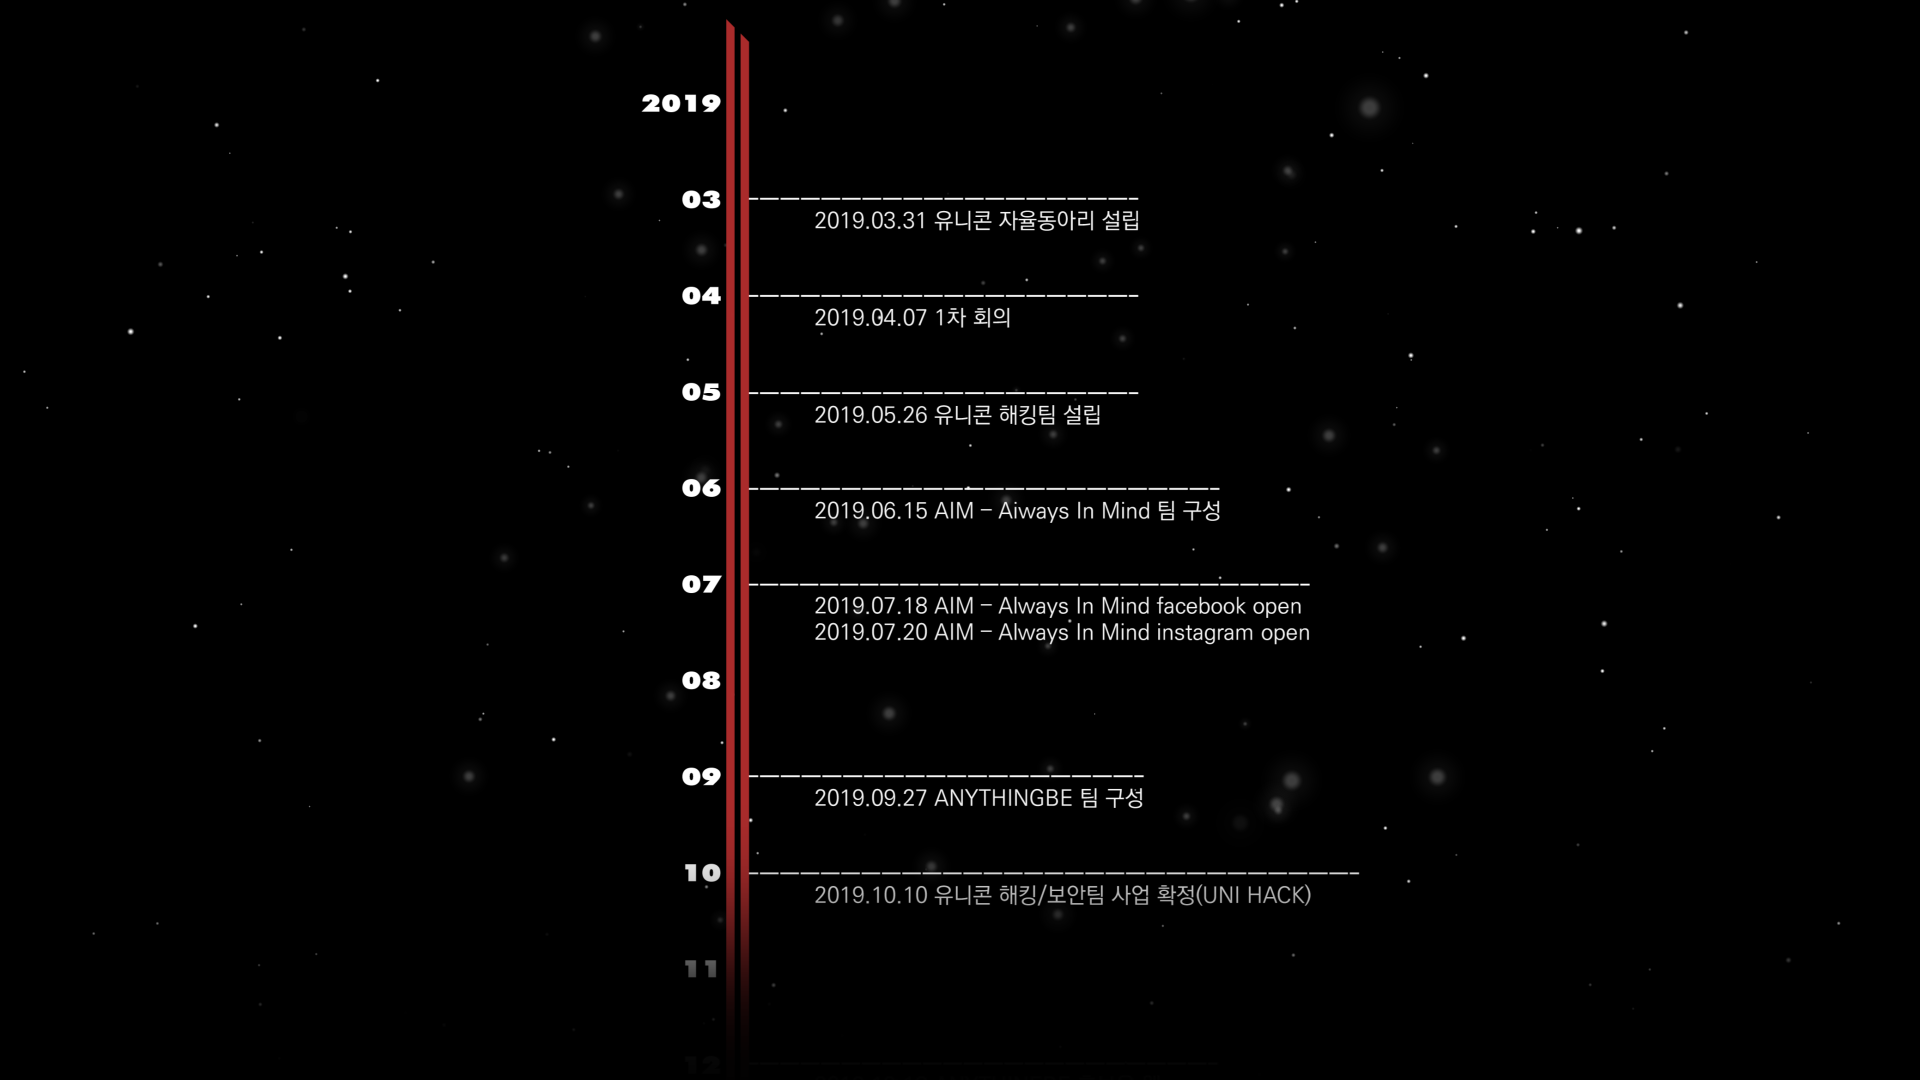 2019
03
2019.03.31 유니콘 자율동아리 설립
04
2019.04.07 1차 회의
05
2019.05.26 유니콘 해킹팀 설립
06
2019.06.15 AIM – Aiways In Mind 팀 구성
07
2019.07.18 AIM – Always In Mind facebook open
2019.07.20 AIM – Always In Mind instagram open
08
09
2019.09.27 ANYTHINGBE 팀 구성
10
2019.10.10 유니콘 해킹/보안팀 사업 확정(UNI HACK)
11
12